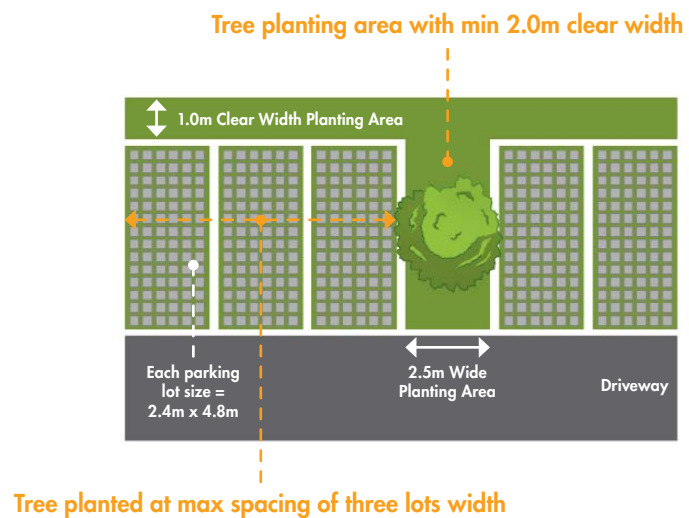 Tree planting area with min 2.0m clear width
1.0m Clear Width Planting Area
Each parking
lot size =
2.4m x 4.8m
2.5m Wide
Planting Area
Driveway
Tree planted at max spacing of three lots width